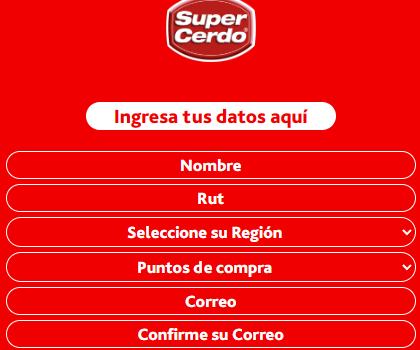 Super
Cerdo
Ingresa tus datos aquí
Nombre
Rut
Seleccione su Región
Puntos de compra
Correo
Confirme su Correo